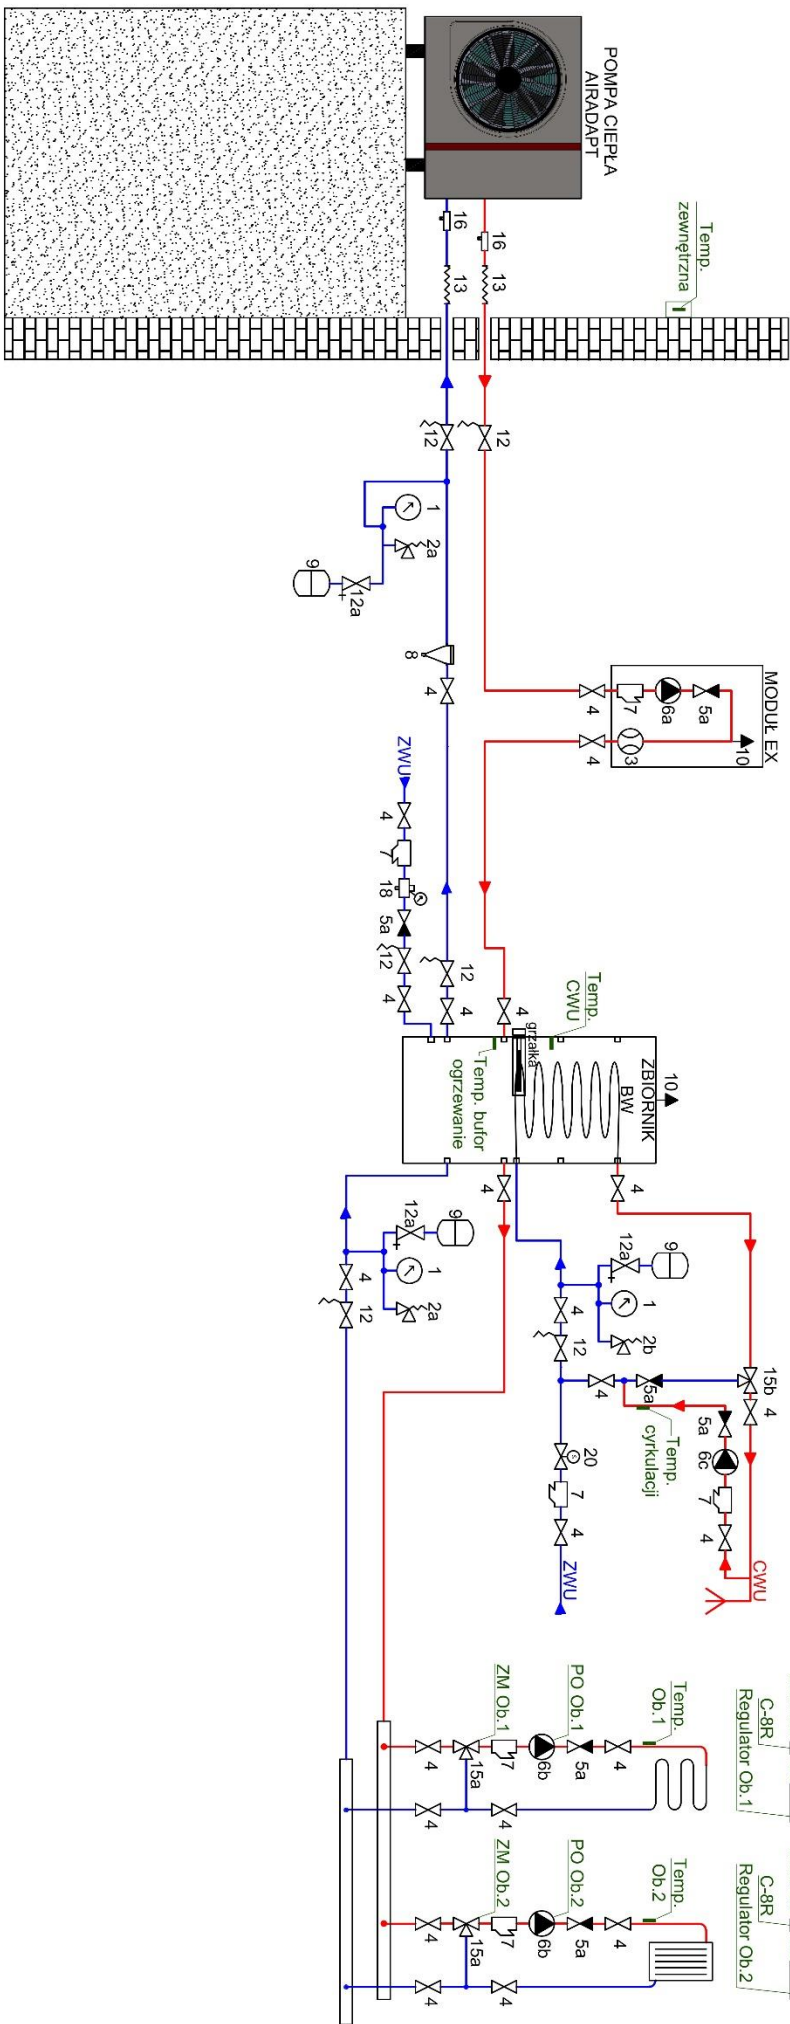 POMPA CIEPŁA
AIRADAPT
16
16
13
13
Temp.
zewnętrzna
12
12
1
2a
9
12a
8
4
MODUŁ EX
10
5a
6a
7
4
3
4
ZWU
4
7
18
5a
12
4
12
4
4
grzałka
Temp.
CWU
Temp. bufor
ogrzewanie
ZBIORNIK
BW
10
4
4
9
12a
1
2a
4
12
9
12a
1
2b
4
12
4
5a
15b
4
5a
6c
7
4
Temp.
cyrkulacji
CWU
20
7
4
ZWU
C-8R
Regulator Ob.1
Temp.
Ob.1
PO Ob.1
ZM Ob.1
4
5a
6b
7
15a
4
4
4
C-8R
Regulator Ob.2
Temp.
Ob.2
PO Ob.2
ZM Ob.2
4
5a
6b
7
15a
4
4
4